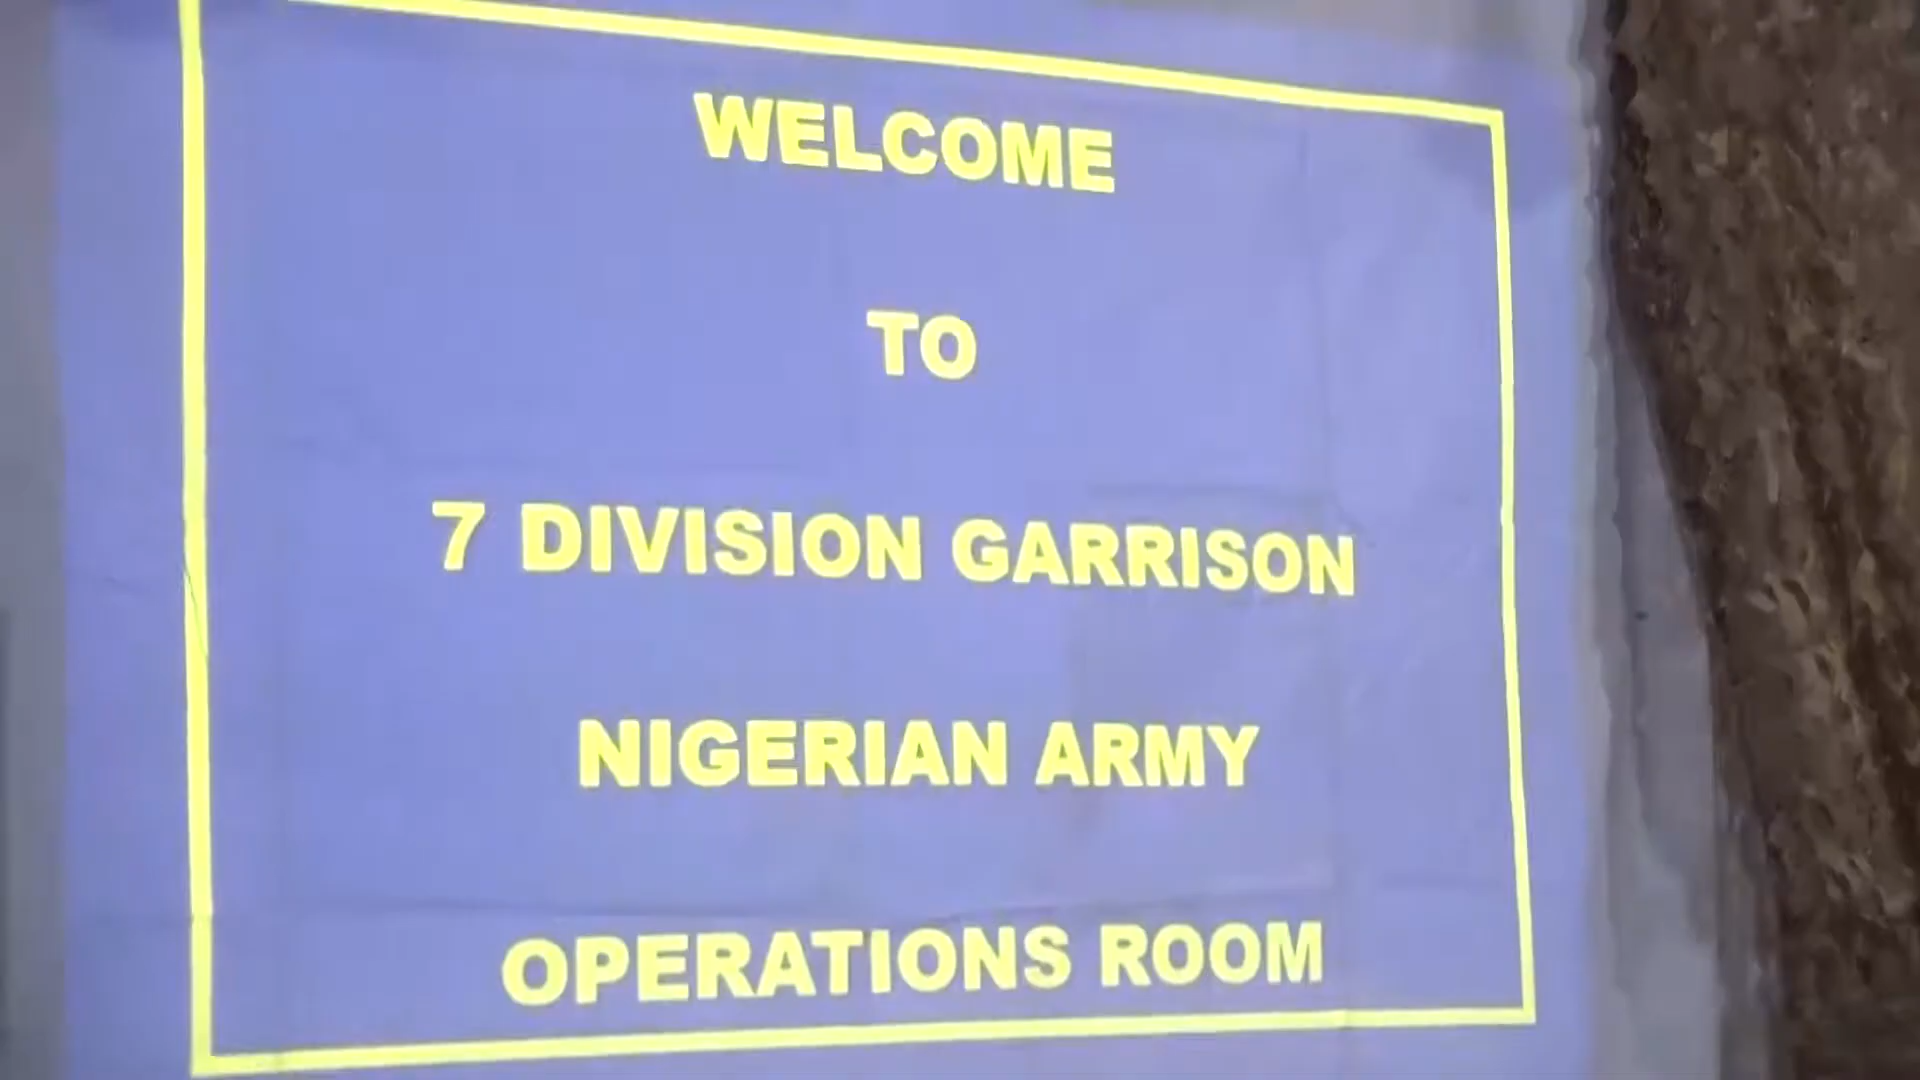 WELCOME
TO
7 DIVISION GARRISON
NIGERIAN ARMY
OPERATIONS ROOM